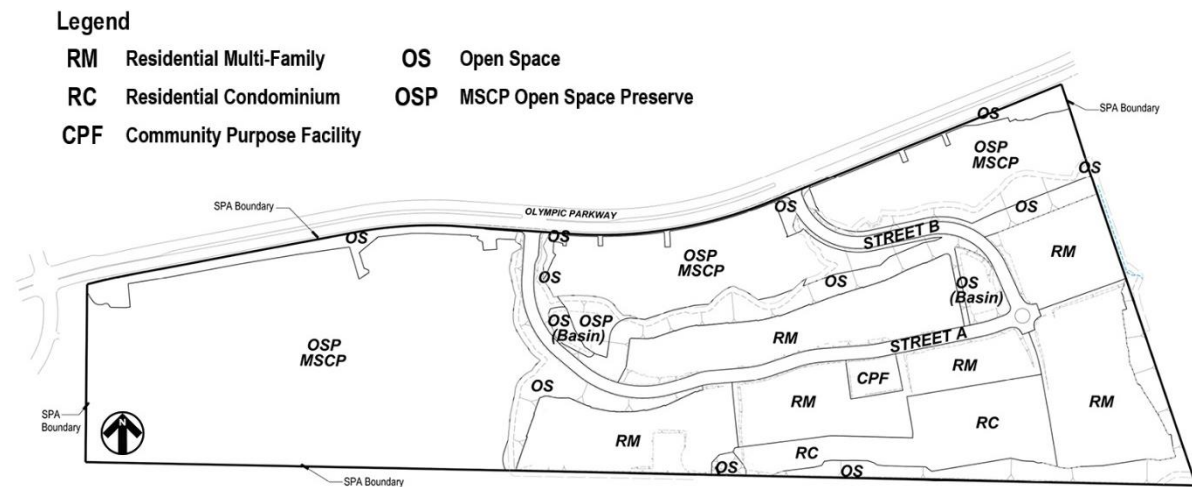 Legend
RM Residential Multi-Family
OS Open Space
RC Residential Condominium
OSP MSCP Open Space Preserve
CPF Community Purpose Facility
SPA Boundary
OS
OSP
MSCP
OS
SPA Boundary
OLYMPIC PARKWAY
OS
OS
OS
OS
STREET B
RM
OSP
MSCP
OS
OS
OS
(Basin)
OS
(Basin)
OSP
RM
STREET A
OSP
MSCP
OS
CPF
RM
RM
RM
RC
SPA
Boundary
N
RM
RC
OS
OS
SPA Boundary